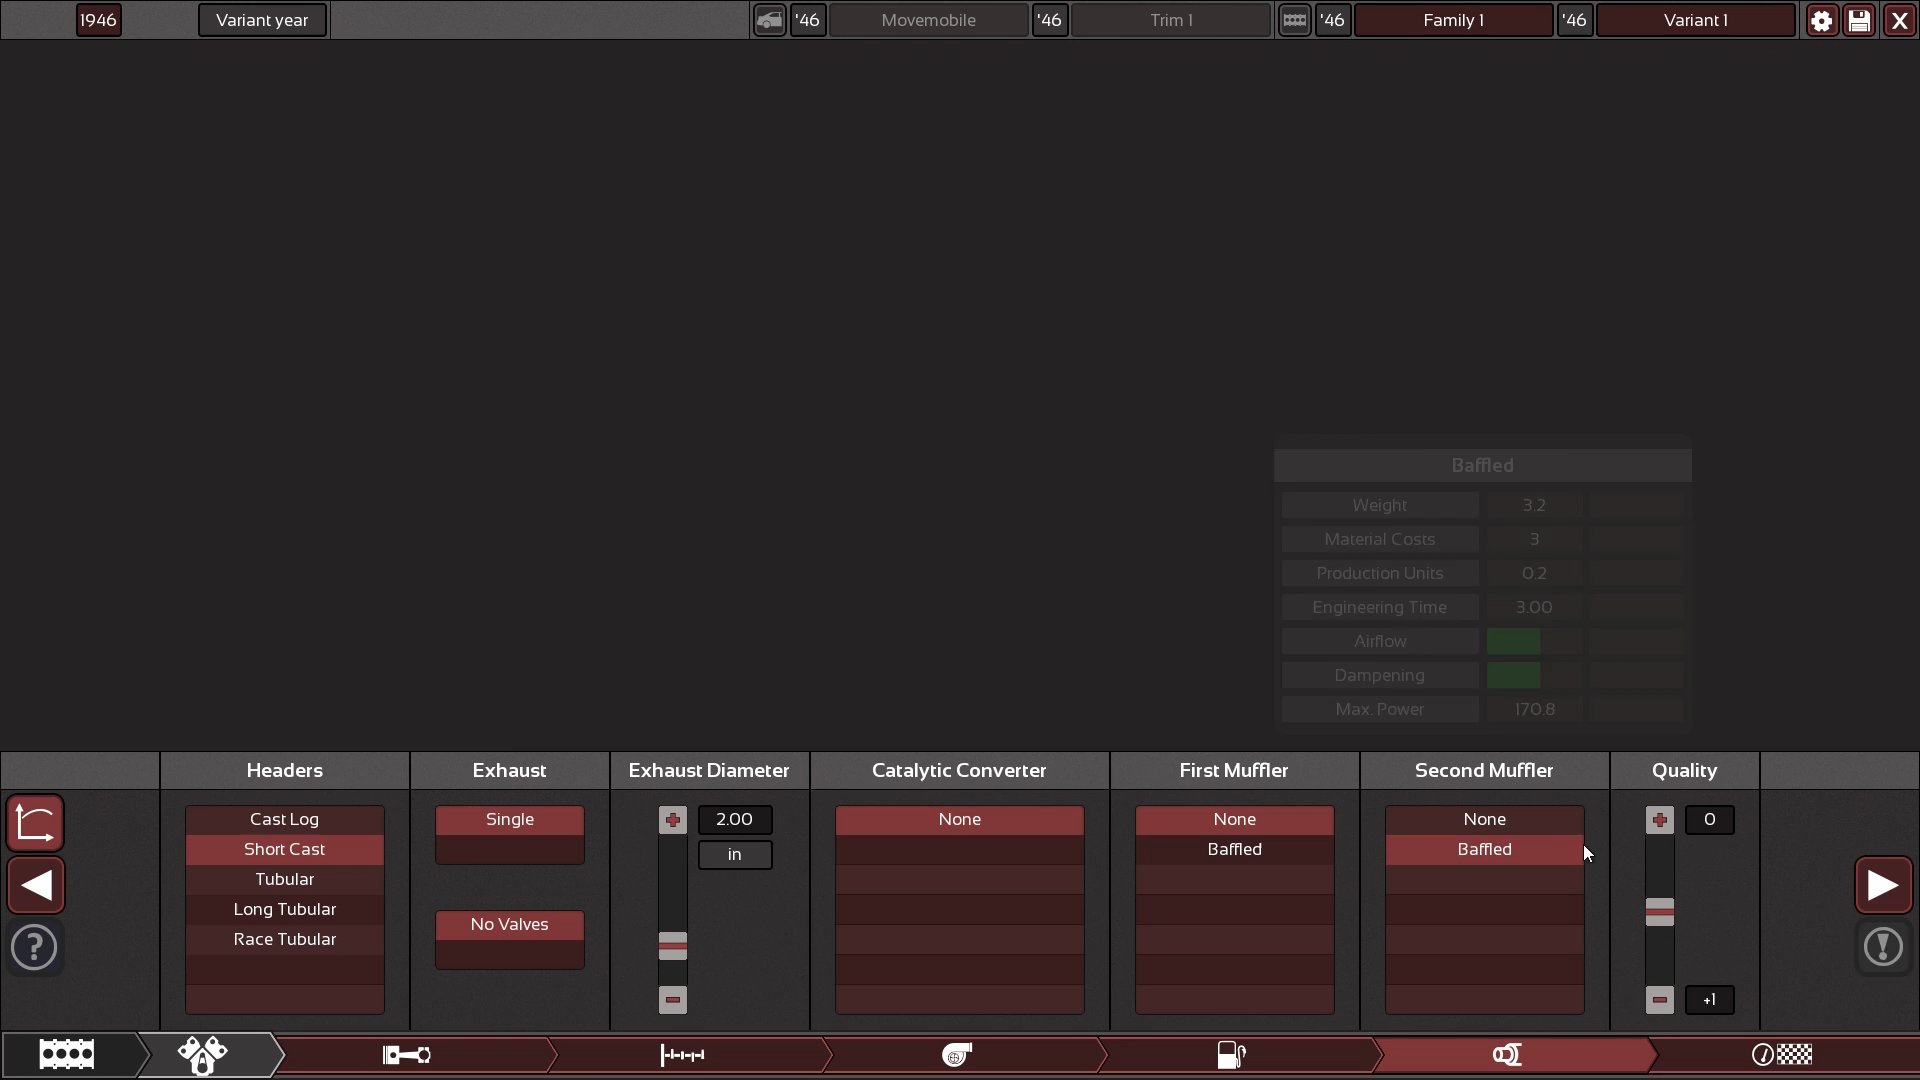 1946
Variant year
'46
Movemobile
'46
Trim 1
'46
Family 1
'46
Variant 1
X
Baffled
Weight 3.2
Material Costs 3
Production Units 0.2
Engineering Time 3.00
Airflow
Dampening
Max. Power 170.8
Headers
Cast Log
Short Cast
Tubular
Long Tubular
Race Tubular
Exhaust
Single
No Valves
Exhaust Diameter
2.00
in
Catalytic Converter
None
First Muffler
None
Baffled
Second Muffler
None
Baffled
Quality
0
+1
?
!